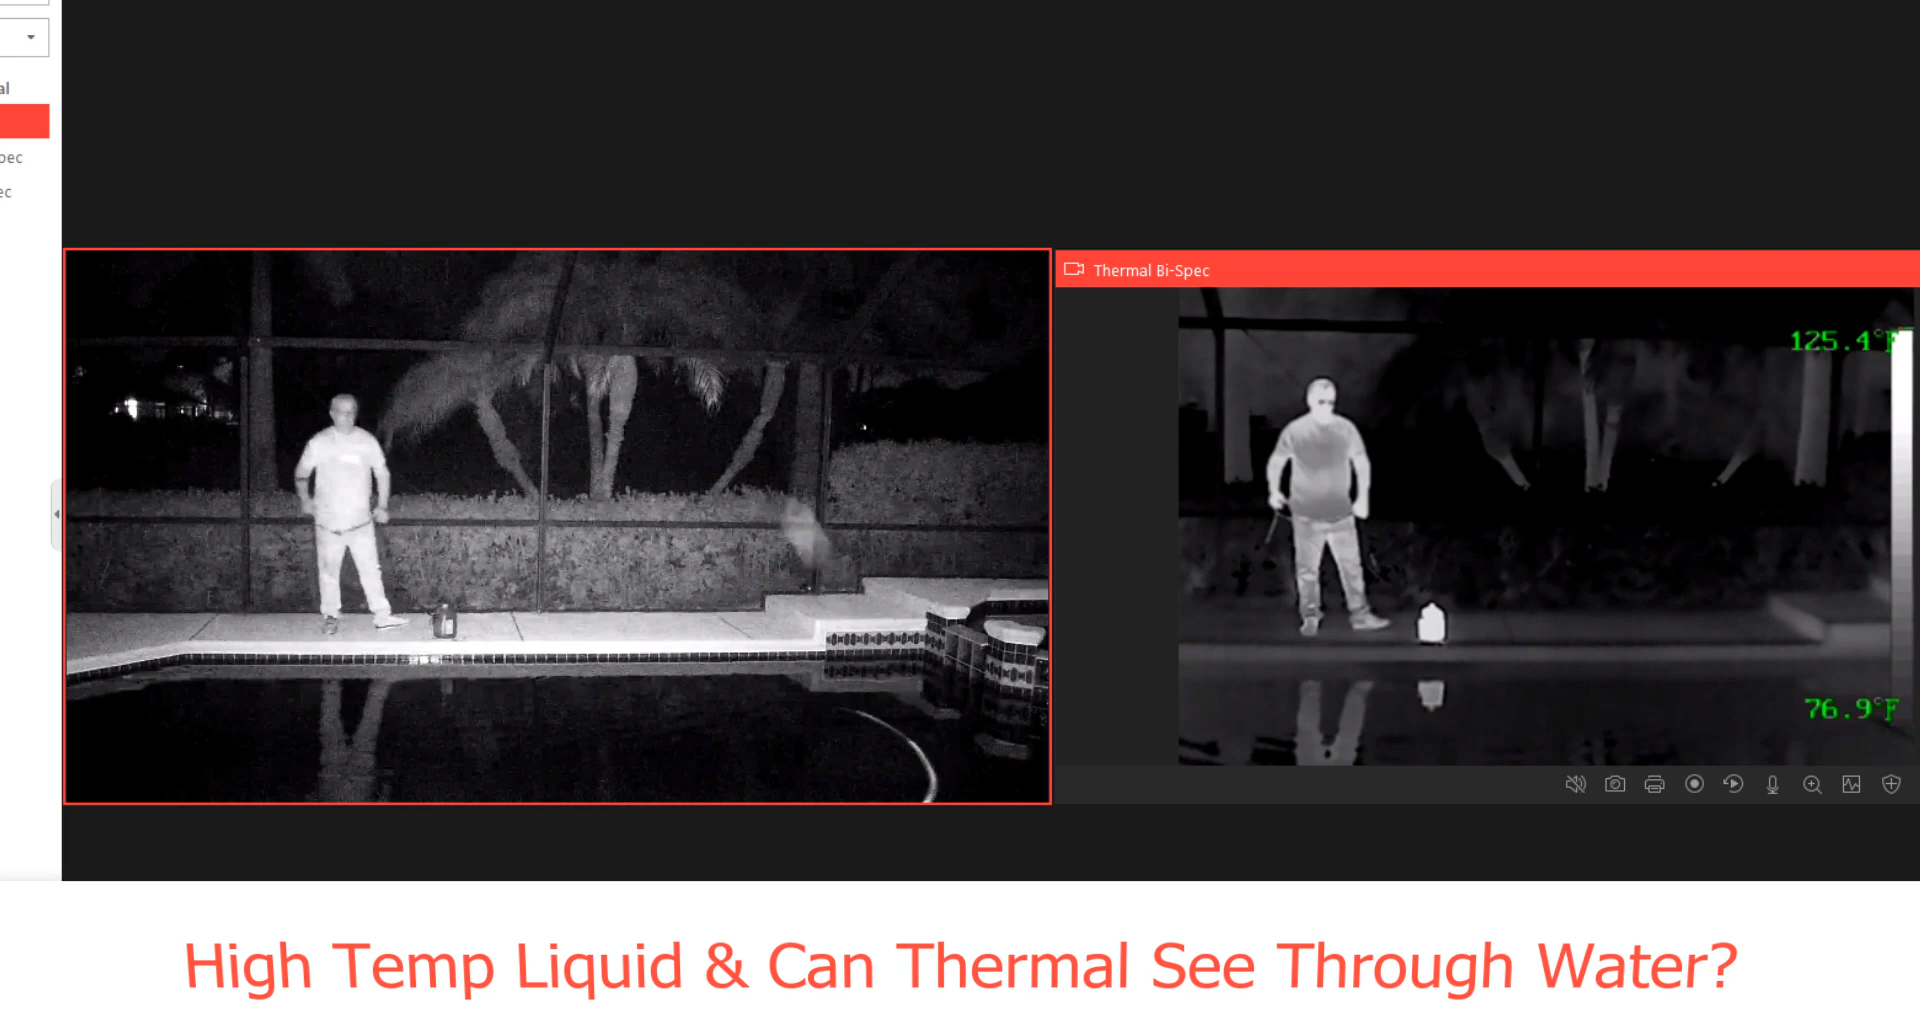 al
pec
ec
Thermal Bi-Spec
125.4°F
76.9°F
High Temp Liquid & Can Thermal See Through Water?